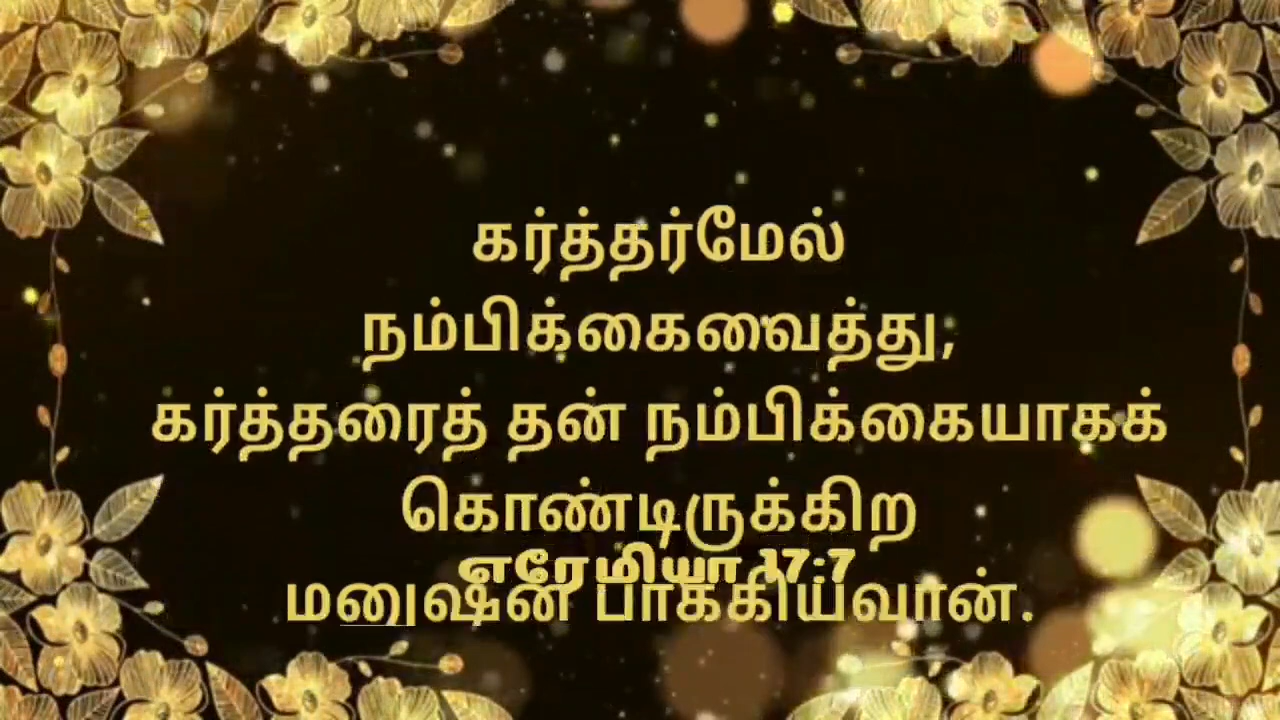 கர்த்தர்மேல்
நம்பிக்கைவைத்து,
கர்த்தரைத் தன் நம்பிக்கையாகக்
கொண்டிருக்கிற
எரேமியா 17:7
மனுஷன் பாக்கியவான்.